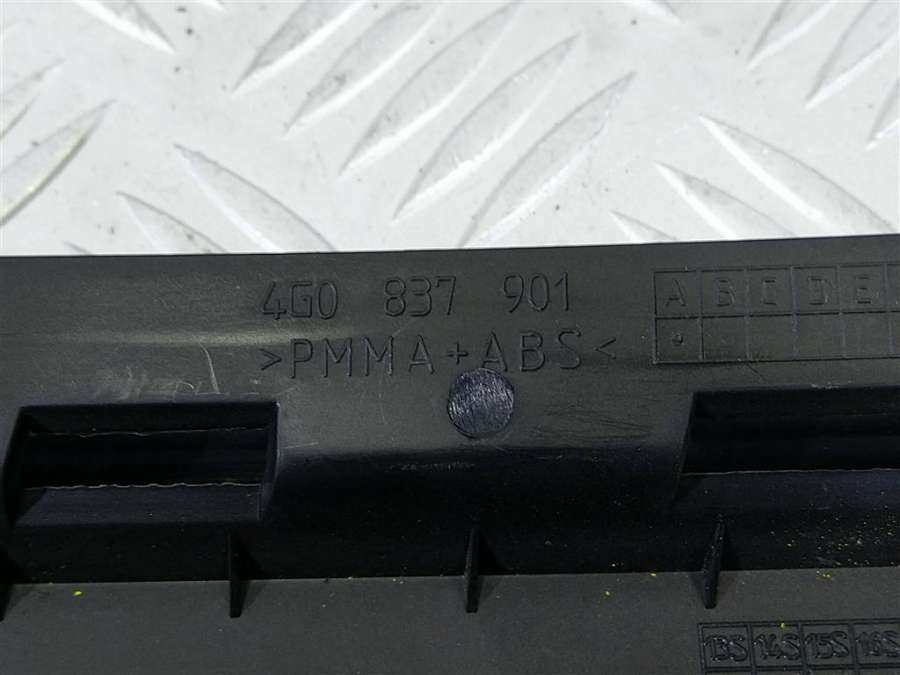 4G0 837 901
>PMMA+ABS<
A B C D E
13S 14S 15S 16S